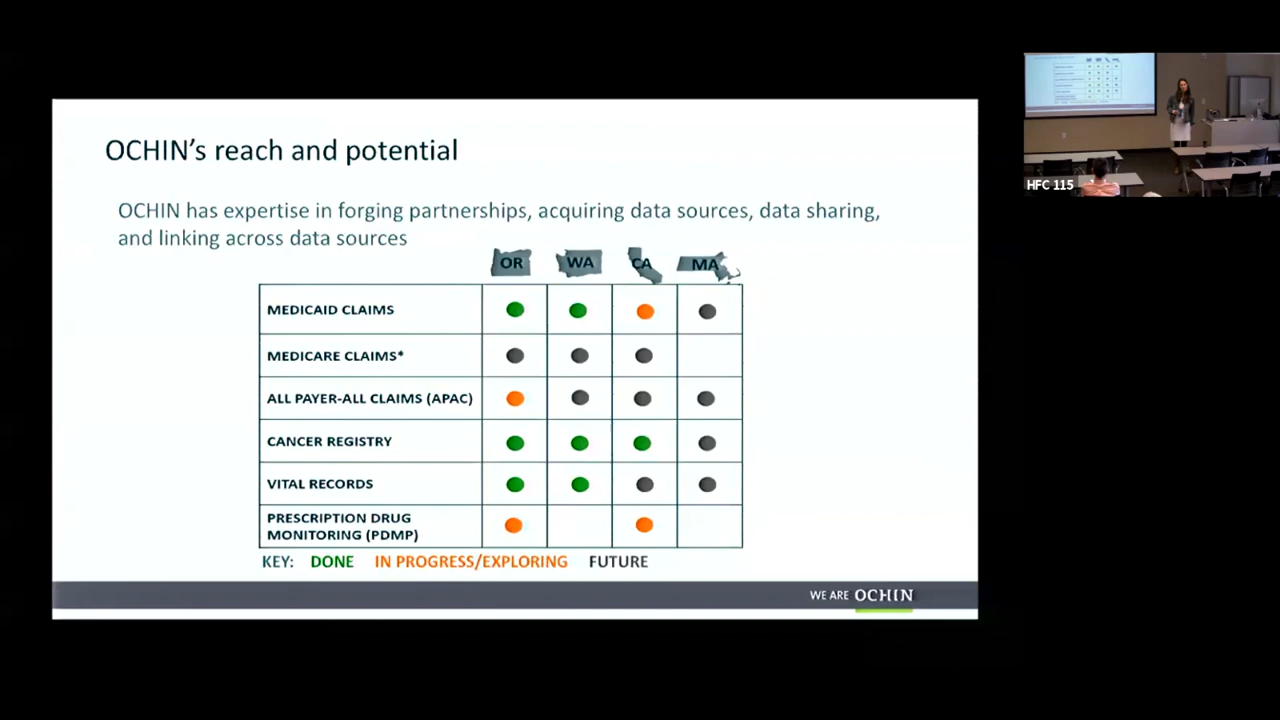 OCHIN's reach and potential
OCHIN has expertise in forging partnerships, acquiring data sources, data sharing,
and linking across data sources
OR WA CA MA
MEDICAID CLAIMS
MEDICARE CLAIMS*
ALL PAYER-ALL CLAIMS (APAC)
CANCER REGISTRY
VITAL RECORDS
PRESCRIPTION DRUG
MONITORING (PDMP)
KEY: DONE IN PROGRESS/EXPLORING FUTURE
WE ARE OCHIN
HFC 115